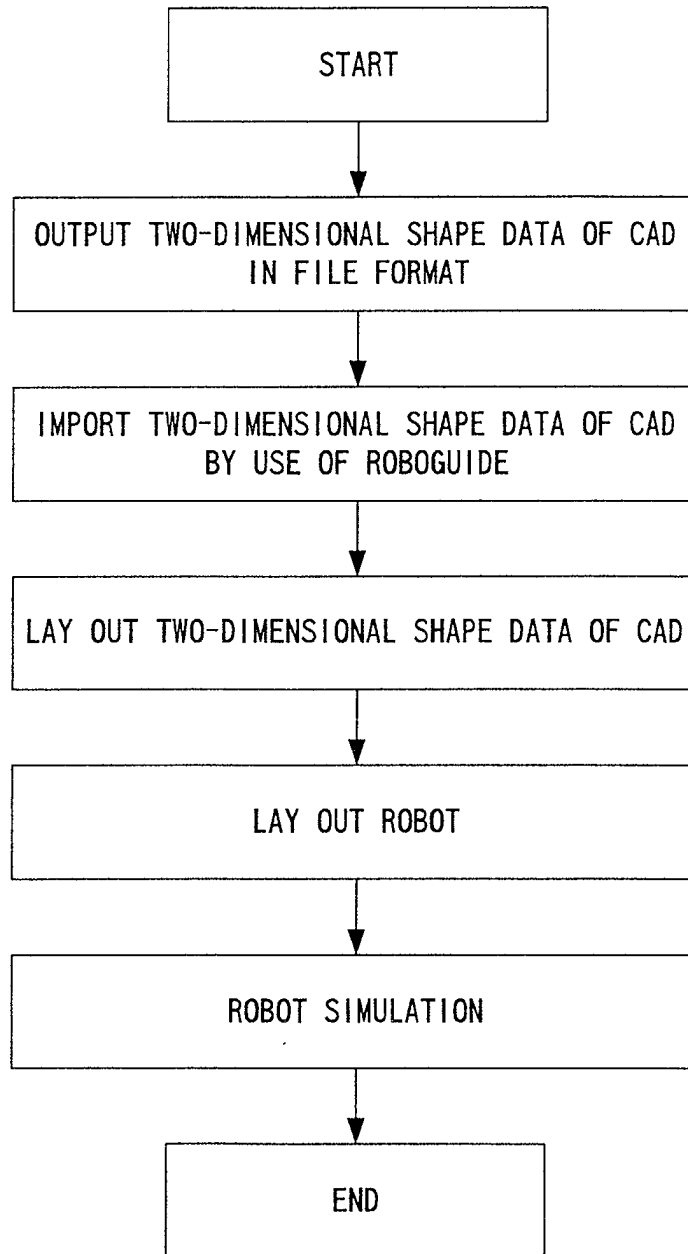 START
OUTPUT TWO-DIMENSIONAL SHAPE DATA OF CAD
IN FILE FORMAT
IMPORT TWO-DIMENSIONAL SHAPE DATA OF CAD
BY USE OF ROBOGUIDE
LAY OUT TWO-DIMENSIONAL SHAPE DATA OF CAD
LAY OUT ROBOT
ROBOT SIMULATION
END